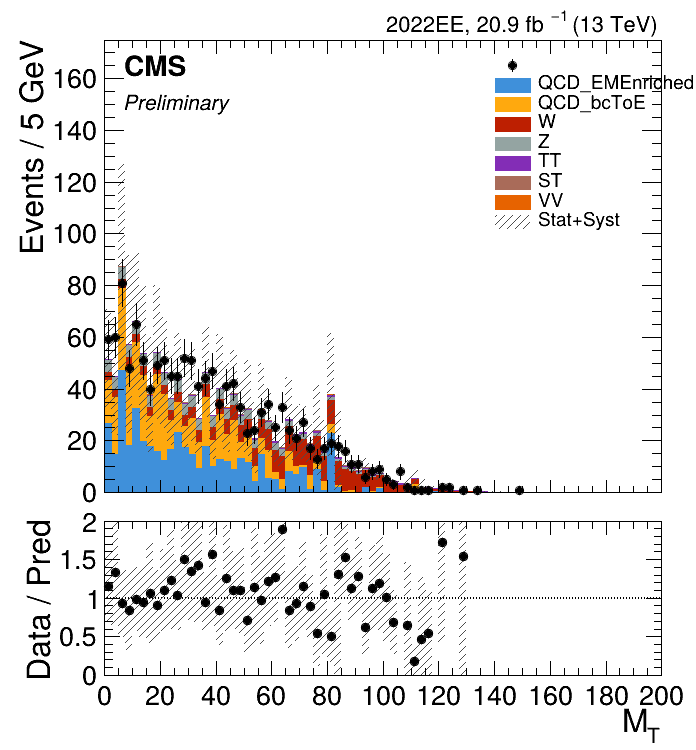 2022EE, 20.9 fb⁻¹ (13 TeV)
CMS
Preliminary
QCD_EMEnriched
QCD_bcToE
W
Z
TT
ST
VV
Stat+Syst
Events / 5 GeV
160
140
120
100
80
60
40
20
0
Data / Pred
2
1.5
1
0.5
0
0 20 40 60 80 100 120 140 160 180 200
M_T